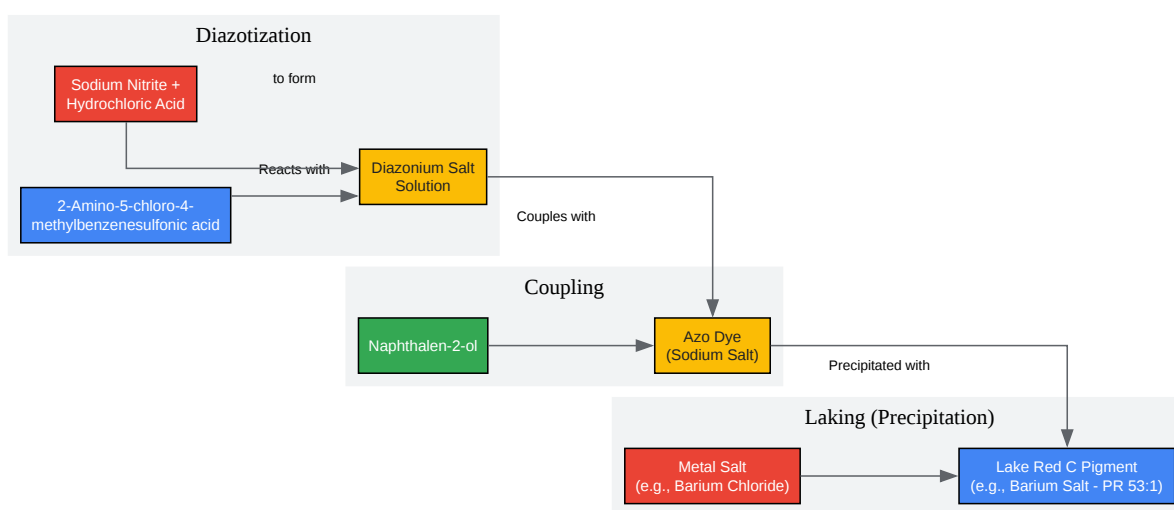 Diazotization
Sodium Nitrite +
Hydrochloric Acid
to form
Reacts with
Diazonium Salt
Solution
2-Amino-5-chloro-4-
methylbenzenesulfonic acid
Couples with
Coupling
Naphthalen-2-ol
Azo Dye
(Sodium Salt)
Precipitated with
Laking (Precipitation)
Metal Salt
(e.g., Barium Chloride)
Lake Red C Pigment
(e.g., Barium Salt - PR 53:1)